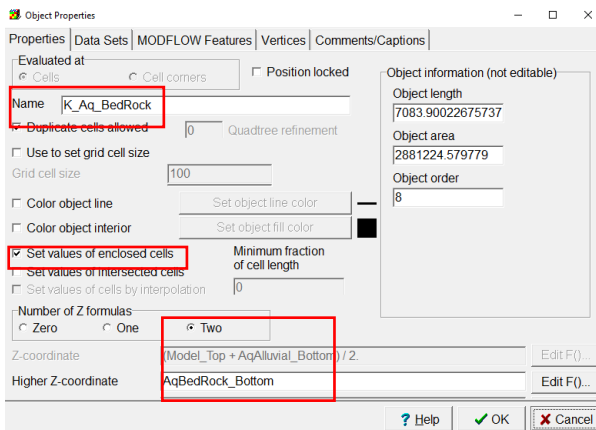 Object Properties
Properties Data Sets MODFLOW Features Vertices Comments/Captions
Evaluated at
Cells Cell corners
Position locked
Name K_Aq_BedRock
Duplicate cells allowed 0 Quadtree refinement
Use to set grid cell size
Grid cell size 100
Color object line Set object line color
Color object interior Set object fill color
Set values of enclosed cells
Set values of intersected cells
Set values of cells by interpolation
Minimum fraction
of cell length
0
Number of Z formulas
Zero One Two
Z-coordinate (Model_Top + AqAlluvial_Bottom) / 2. Edit F()...
Higher Z-coordinate AqBedRock_Bottom Edit F()...
Object information (not editable)
Object length
7083.90022675737
Object area
2881224.579779
Object order
8
? Help OK Cancel